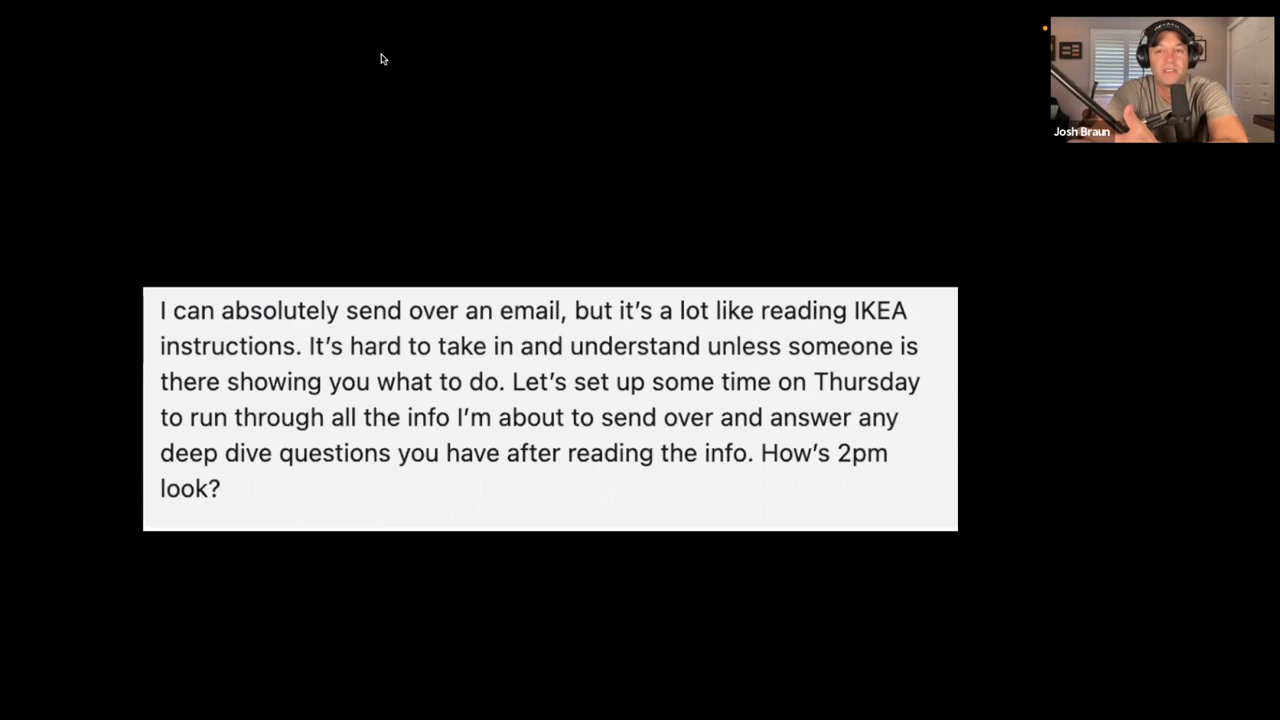 Josh Braun
I can absolutely send over an email, but it’s a lot like reading IKEA
instructions. It’s hard to take in and understand unless someone is
there showing you what to do. Let’s set up some time on Thursday
to run through all the info I’m about to send over and answer any
deep dive questions you have after reading the info. How’s 2pm
look?